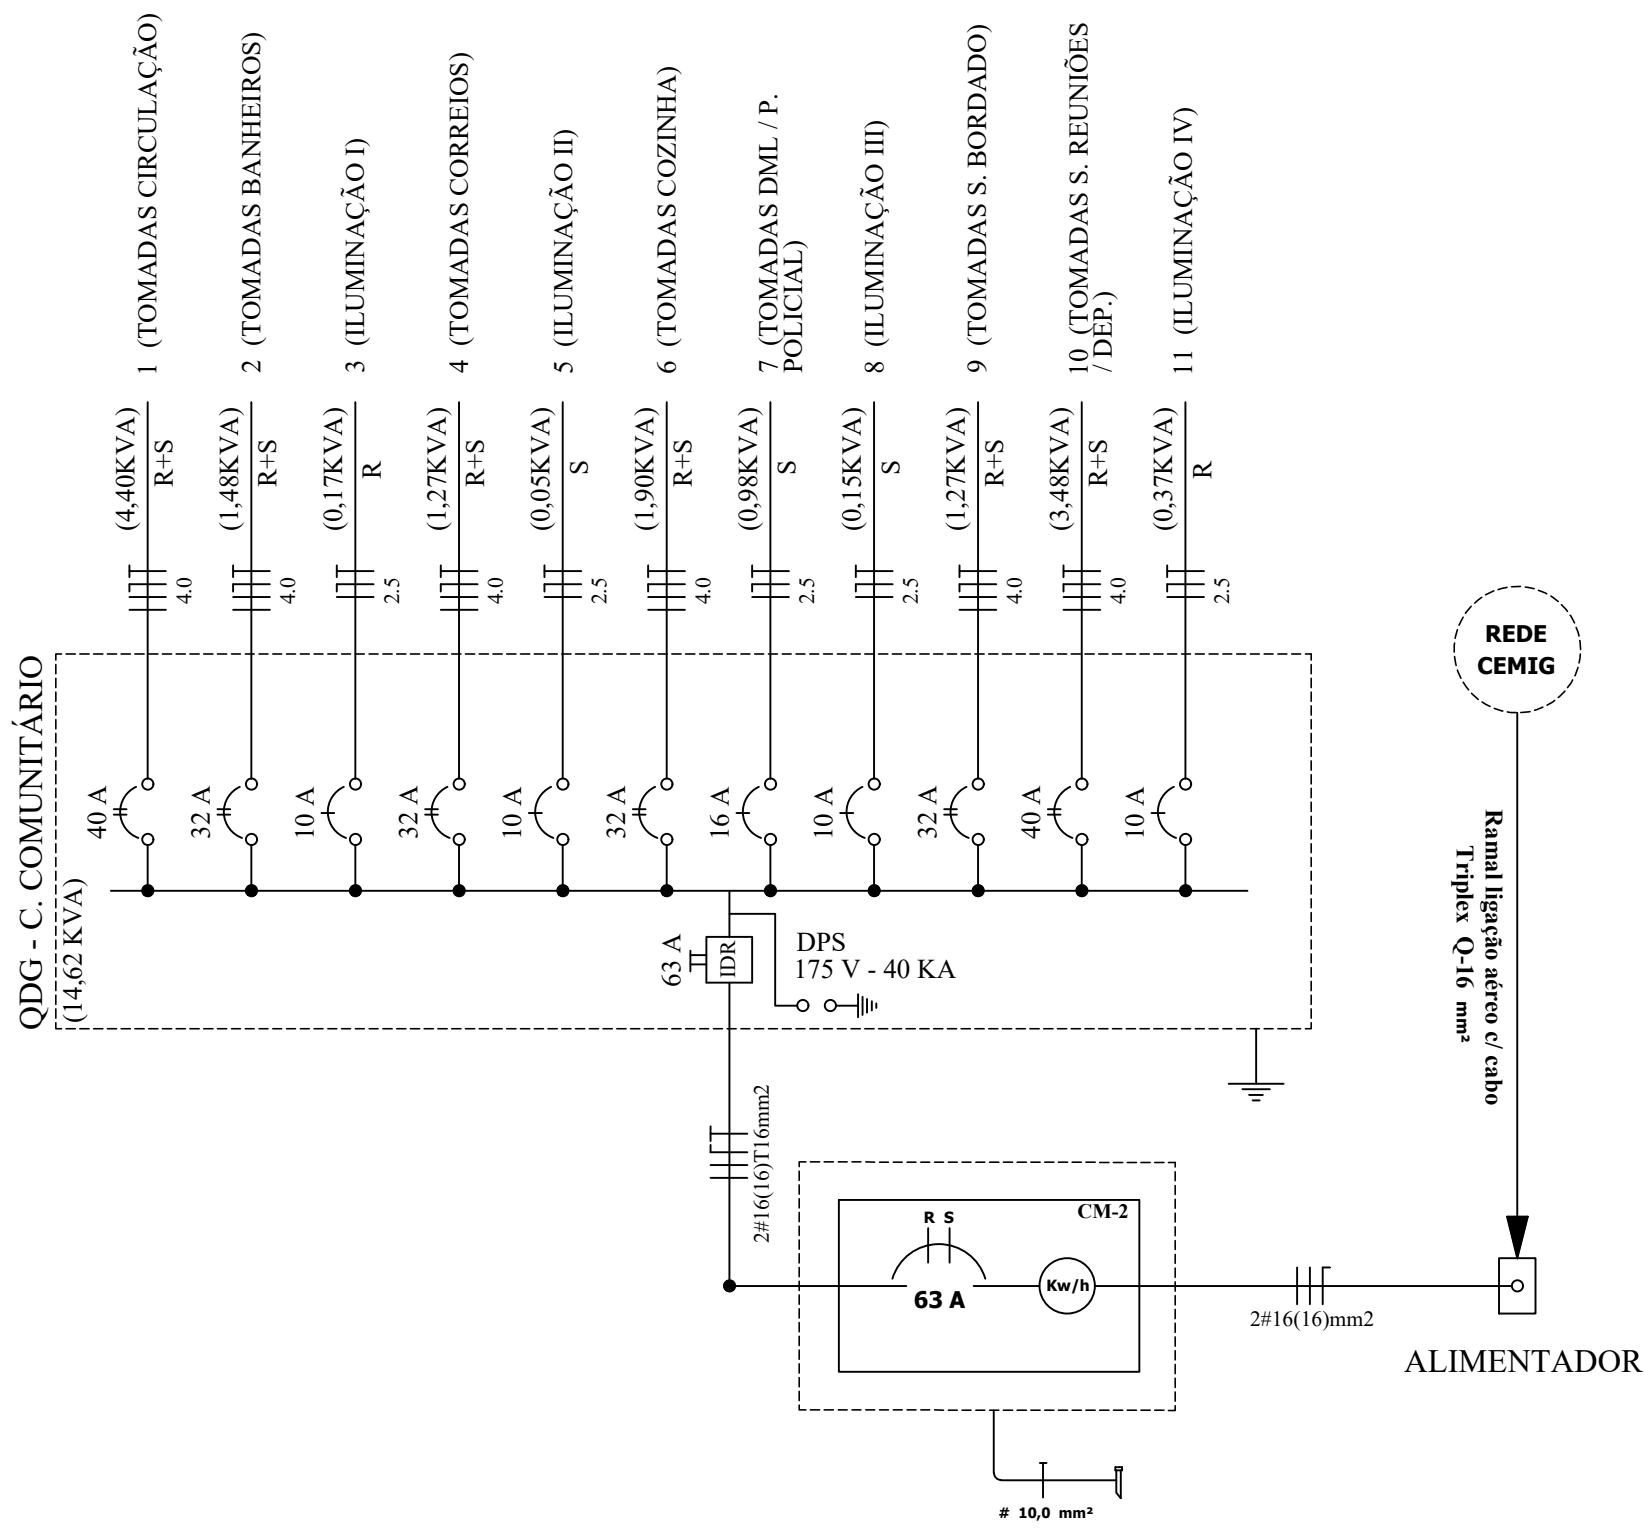 1 (TOMADAS CIRCULAÇÃO)
2 (TOMADAS BANHEIROS)
3 (ILUMINAÇÃO I)
4 (TOMADAS CORREIOS)
5 (ILUMINAÇÃO II)
6 (TOMADAS COZINHA)
7 (TOMADAS DML / P.
POLICIAL)
8 (ILUMINAÇÃO III)
9 (TOMADAS S. BORDADO)
10 (TOMADAS S. REUNIÕES
/ DEP.)
11 (ILUMINAÇÃO IV)
(4,40KVA)
R+S
(1,48KVA)
R+S
(0,17KVA)
R
(1,27KVA)
R+S
(0,05KVA)
S
(1,90KVA)
R+S
(0,98KVA)
S
(0,15KVA)
S
(1,27KVA)
R+S
(3,48KVA)
R+S
(0,37KVA)
R
4.0
4.0
2.5
4.0
2.5
4.0
2.5
2.5
4.0
4.0
2.5
QDG - C. COMUNITÁRIO
(14,62 KVA)
40 A
32 A
10 A
32 A
10 A
32 A
16 A
10 A
32 A
40 A
10 A
63 A
IDR
DPS
175 V - 40 KA
REDE
CEMIG
Ramal ligação aéreo c/ cabo
Triplex Q-16 mm²
2#16(16)T16mm2
CM-2
R S
63 A
Kw/h
2#16(16)mm2
ALIMENTADOR
# 10,0 mm²